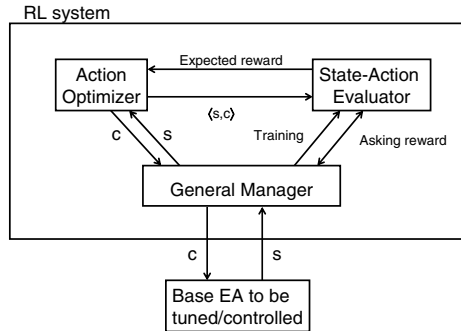 RL system
Action
Optimizer
Expected reward
State-Action
Evaluator
⟨s,c⟩
c
s
Training
Asking reward
General Manager
c
s
Base EA to be
tuned/controlled